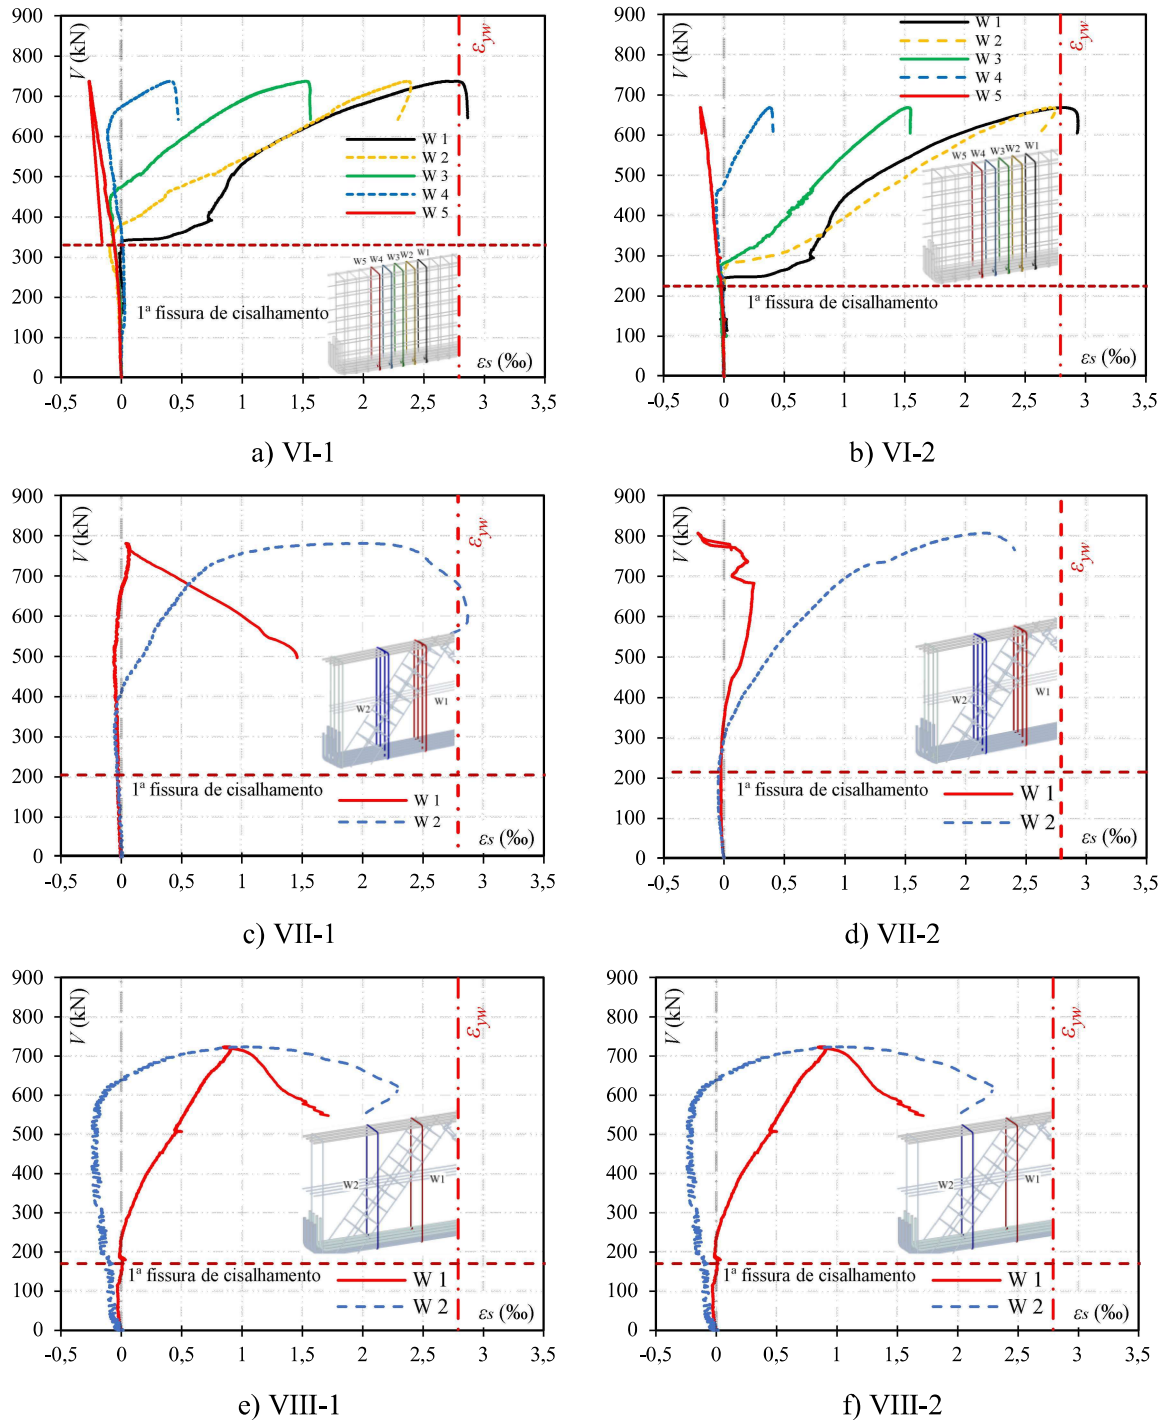 V (kN)
900
800
700
600
500
400
300
200
100
0
-0,5 0 0,5 1 1,5 2 2,5 3 3,5
εs (‰)
εyw
W 1
W 2
W 3
W 4
W 5
W5 W4 W3 W2 W1
1ª fissura de cisalhamento
a) VI-1
V (kN)
900
800
700
600
500
400
300
200
100
0
-0,5 0 0,5 1 1,5 2 2,5 3 3,5
εs (‰)
εyw
W 1
W 2
W 3
W 4
W 5
W5 W4 W3 W2 W1
1ª fissura de cisalhamento
b) VI-2
V (kN)
900
800
700
600
500
400
300
200
100
0
-0,5 0 0,5 1 1,5 2 2,5 3 3,5
εs (‰)
εyw
W2 W1
1ª fissura de cisalhamento
W 1
W 2
c) VII-1
V (kN)
900
800
700
600
500
400
300
200
100
0
-0,5 0 0,5 1 1,5 2 2,5 3 3,5
εs (‰)
εyw
W2 W1
1ª fissura de cisalhamento
W 1
W 2
d) VII-2
V (kN)
900
800
700
600
500
400
300
200
100
0
-0,5 0 0,5 1 1,5 2 2,5 3 3,5
εs (‰)
εyw
W2 W1
1ª fissura de cisalhamento
W 1
W 2
e) VIII-1
V (kN)
900
800
700
600
500
400
300
200
100
0
-0,5 0 0,5 1 1,5 2 2,5 3 3,5
εs (‰)
εyw
W2 W1
1ª fissura de cisalhamento
W 1
W 2
f) VIII-2